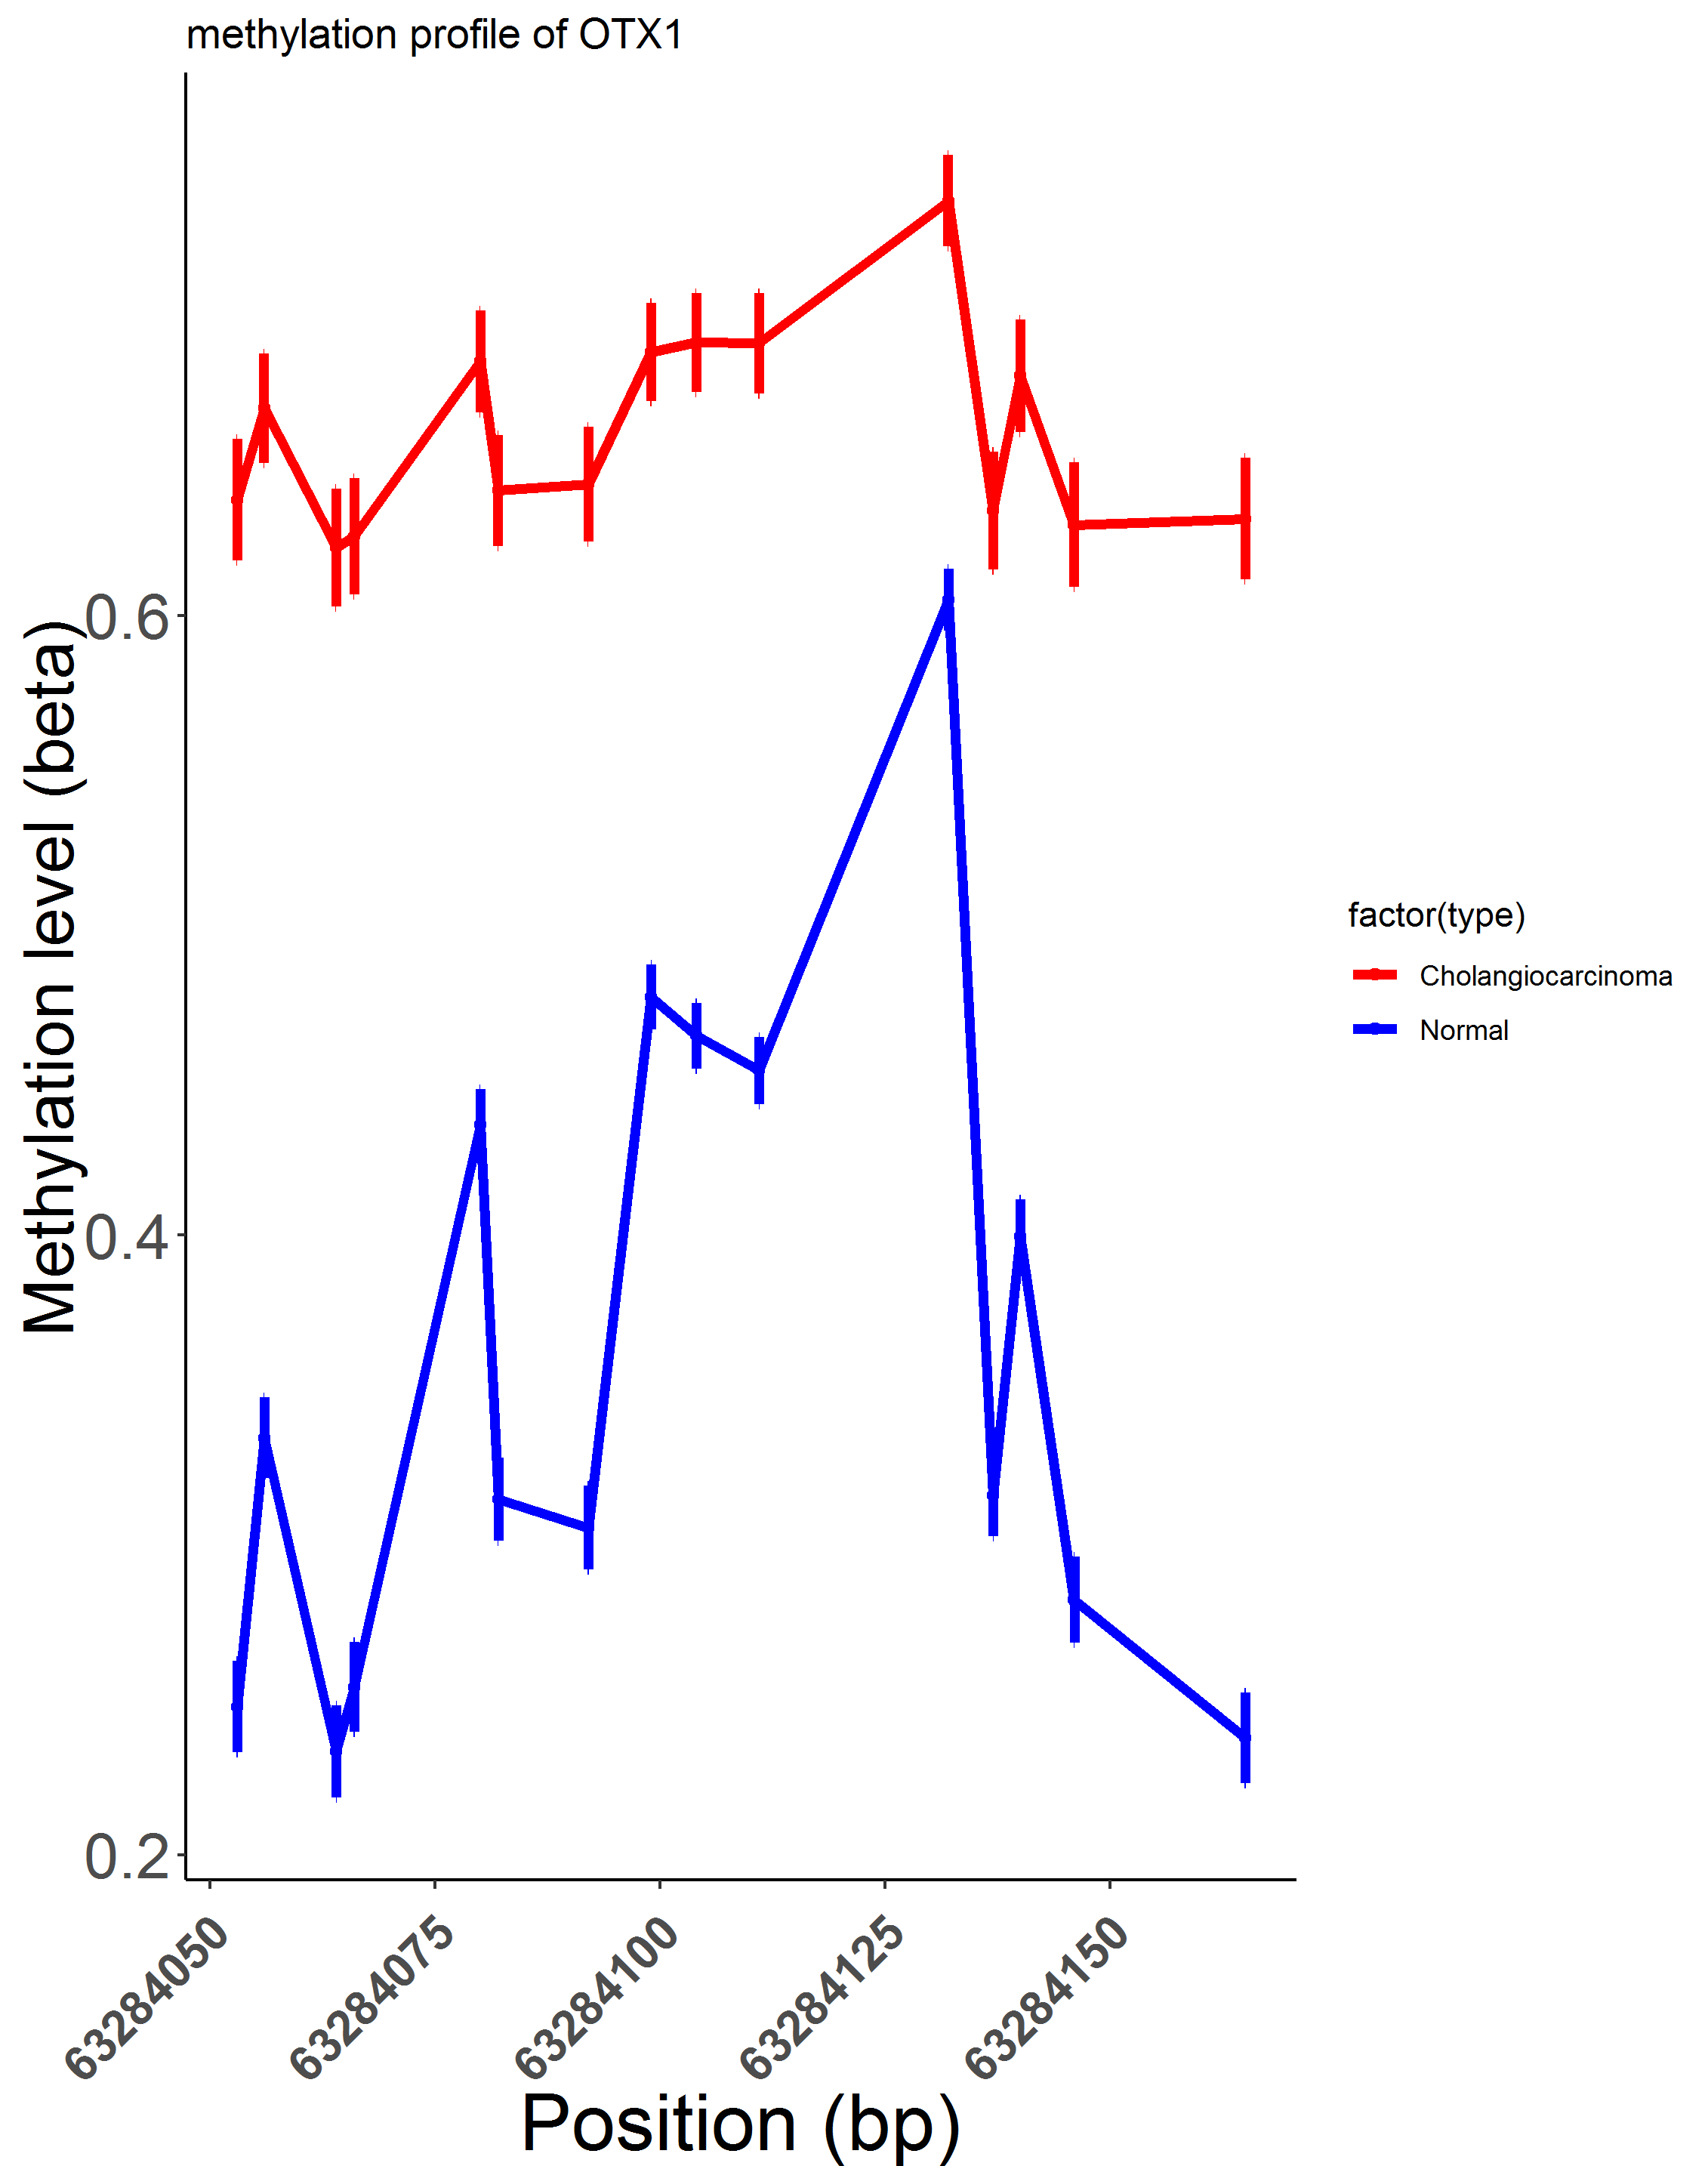 methylation profile of OTX1
Methylation level (beta)
0.6
0.4
0.2
63284050
63284075
63284100
63284125
63284150
Position (bp)
factor(type)
Cholangiocarcinoma
Normal